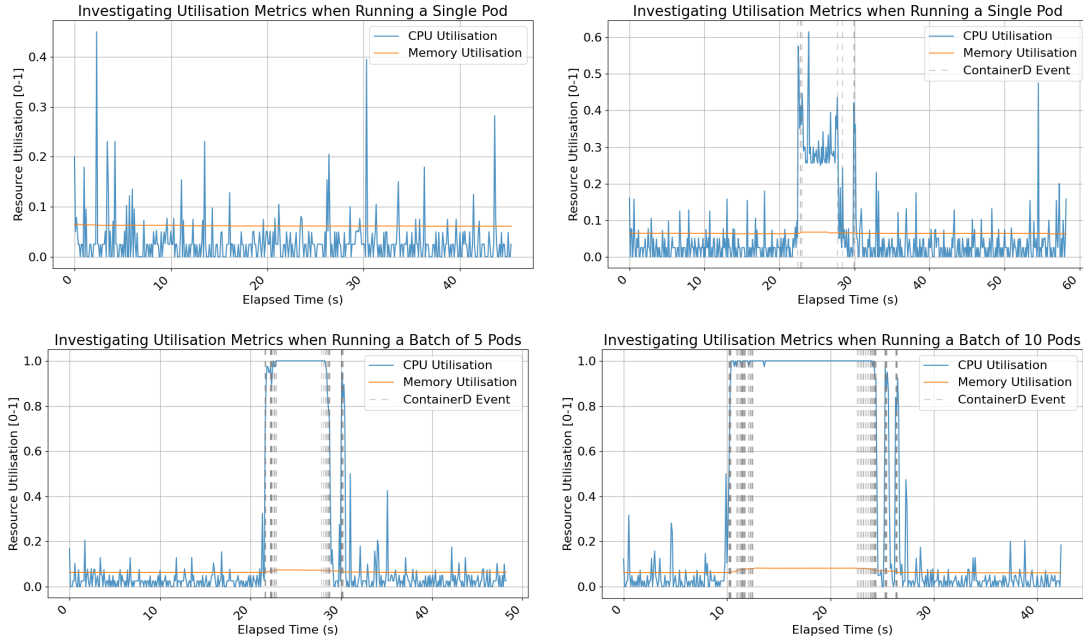 Investigating Utilisation Metrics when Running a Single Pod
Resource Utilisation [0-1]
0.4
0.3
0.2
0.1
0.0
CPU Utilisation
Memory Utilisation
0
10
20
30
40
Elapsed Time (s)
Investigating Utilisation Metrics when Running a Single Pod
Resource Utilisation [0-1]
0.6
0.5
0.4
0.3
0.2
0.1
0.0
CPU Utilisation
Memory Utilisation
ContainerD Event
0
10
20
30
40
50
60
Elapsed Time (s)
Investigating Utilisation Metrics when Running a Batch of 5 Pods
Resource Utilisation [0-1]
1.0
0.8
0.6
0.4
0.2
0.0
CPU Utilisation
Memory Utilisation
ContainerD Event
0
10
20
30
40
50
Elapsed Time (s)
Investigating Utilisation Metrics when Running a Batch of 10 Pods
Resource Utilisation [0-1]
1.0
0.8
0.6
0.4
0.2
0.0
CPU Utilisation
Memory Utilisation
ContainerD Event
0
10
20
30
40
Elapsed Time (s)